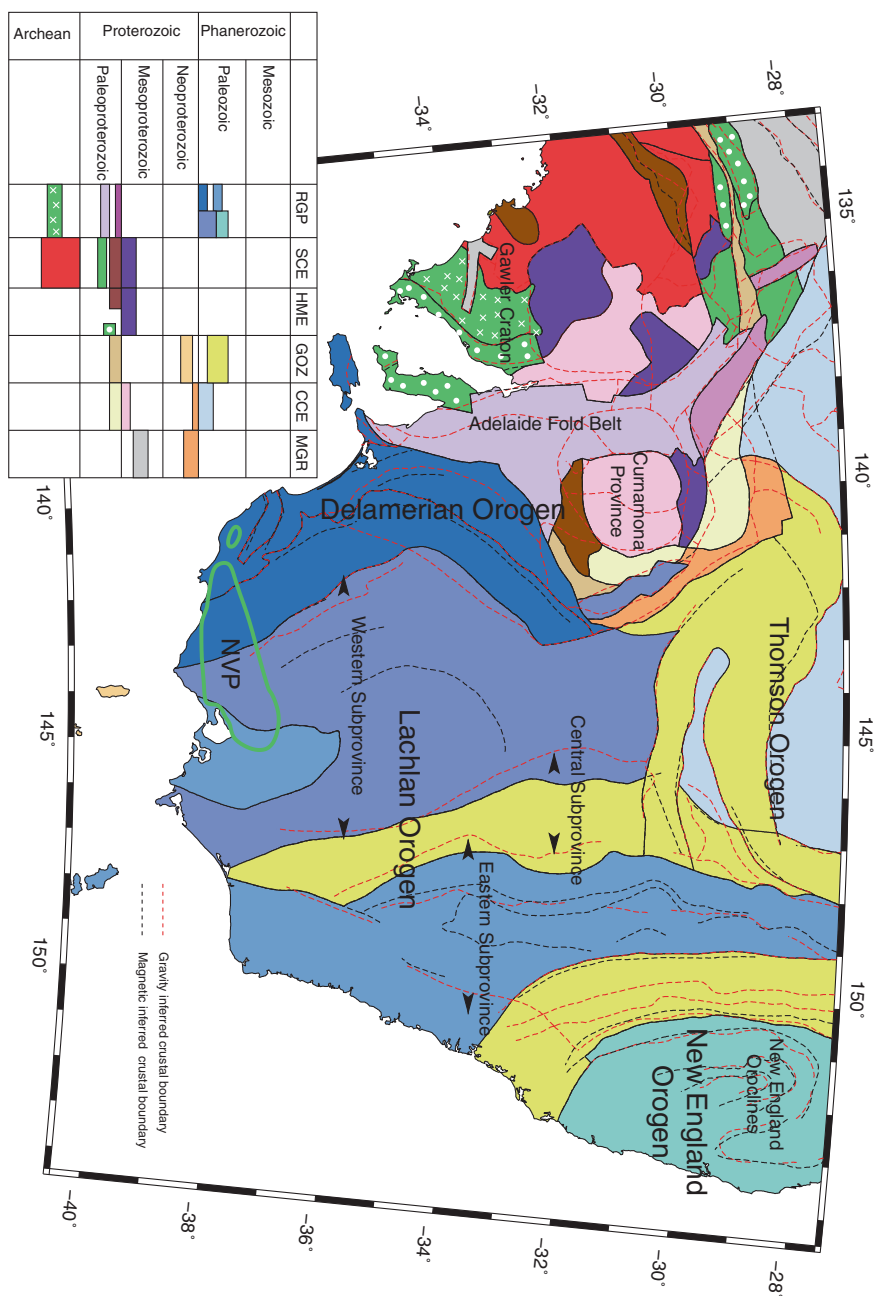 135°
140°
145°
150°
−28°
−30°
−32°
−34°
Gawler Craton
Adelaide Fold Belt
Curnamona
Province
Delamerian Orogen
Thomson Orogen
NVP
Western Subprovince
Lachlan Orogen
Central Subprovince
Eastern Subprovince
New England
Oroclines
New England
Orogen
Gravity inferred crustal boundary
Magnetic inferred crustal boundary
140°
145°
150°
−40°
−38°
−36°
−34°
−32°
−30°
−28°
RGP
SCE
HME
GOZ
CCE
MGR
Phanerozoic
Mesozoic
Paleozoic
Proterozoic
Neoproterozoic
Mesoproterozoic
Paleoproterozoic
Archean